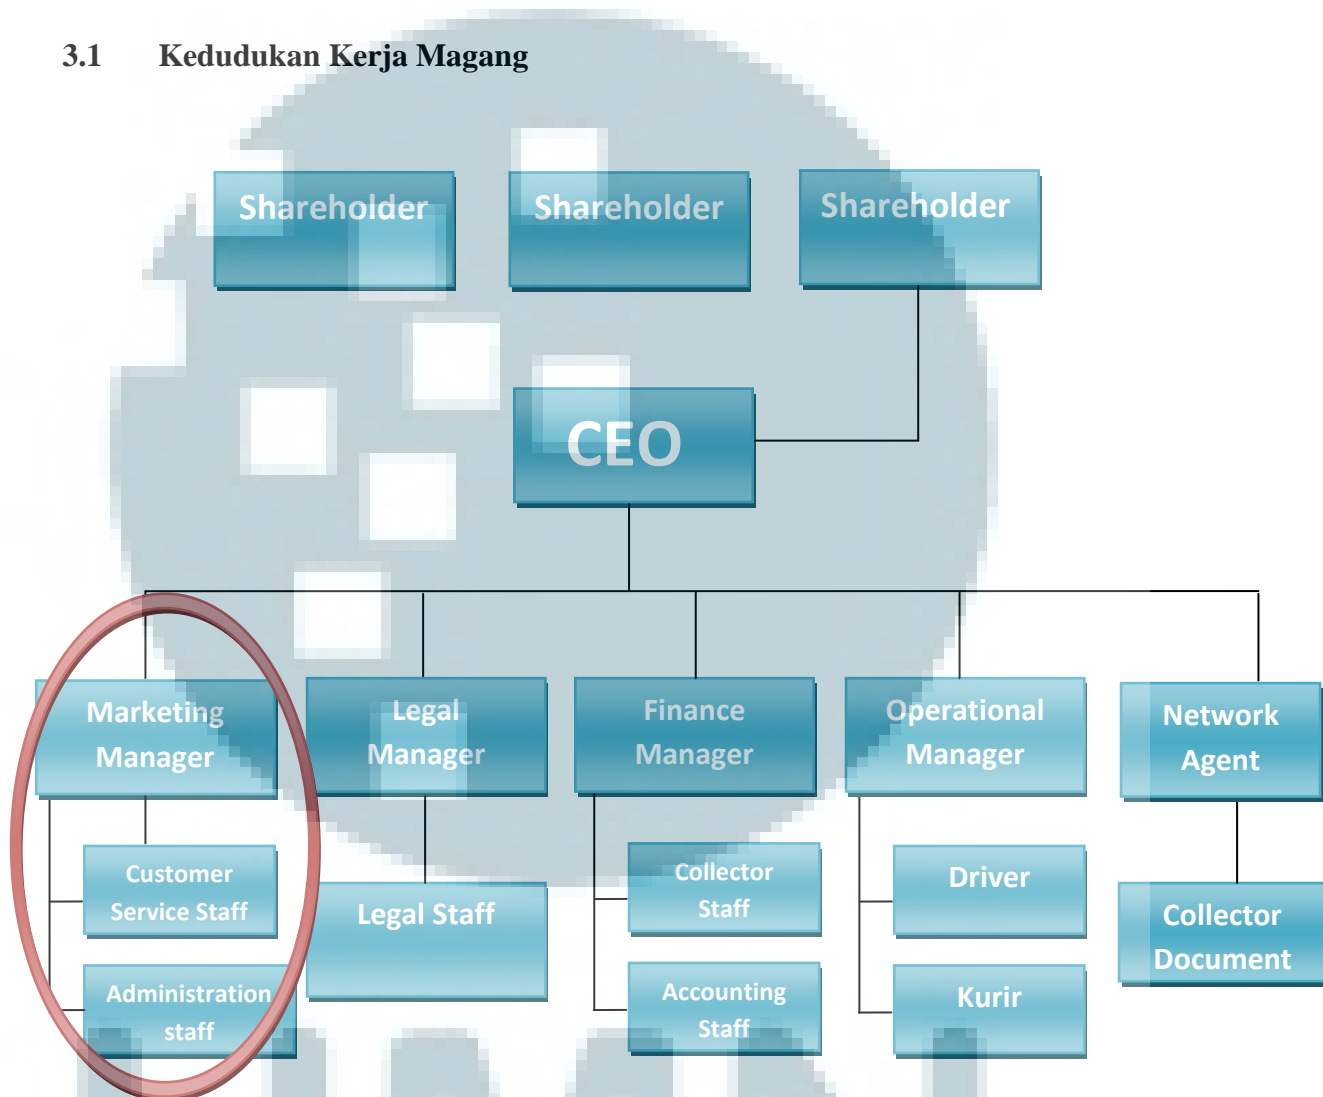 3.1 Kedudukan Kerja Magang
Shareholder
Shareholder
Shareholder
CEO
Marketing
Manager
Legal
Manager
Finance
Manager
Operational
Manager
Network
Agent
Customer
Service Staff
Administration
staff
Legal Staff
Collector
Staff
Accounting
Staff
Driver
Kurir
Collector
Document